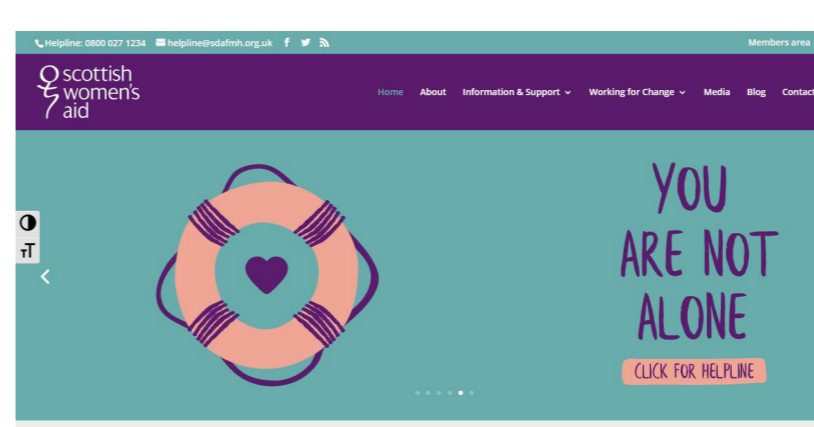 Helpline: 0800 027 1234 helpline@sdafmh.org.uk Members area
scottish
women's
aid
Home About Information & Support Working for Change Media Blog Contact
TT
YOU
ARE NOT
ALONE
CLICK FOR HELPLINE